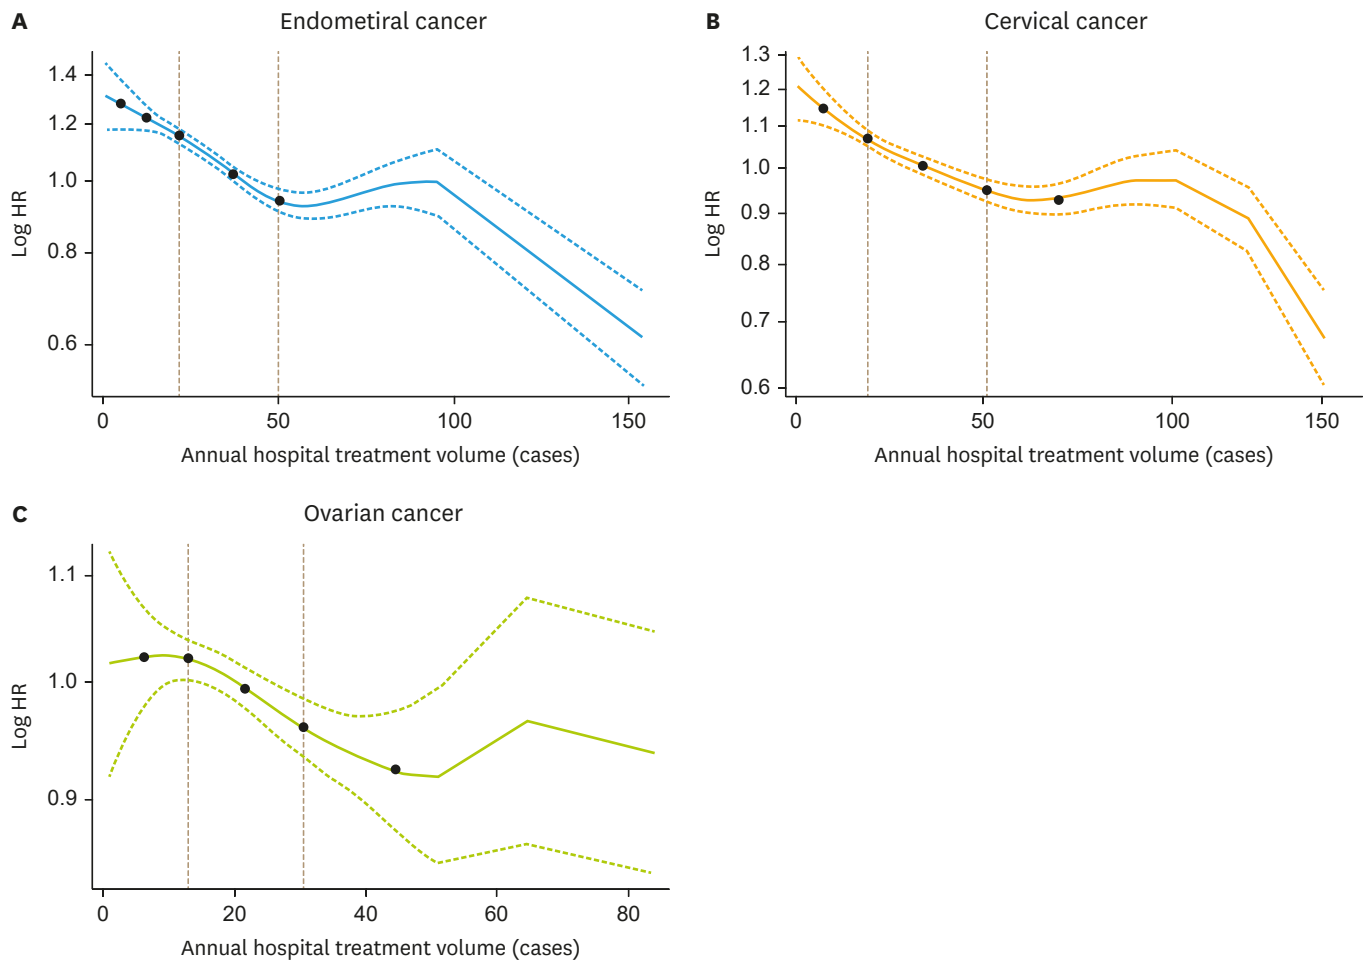 A
Endometiral cancer
1.4
1.2
1.0
0.8
0.6
Log HR
0 50 100 150
Annual hospital treatment volume (cases)
B
Cervical cancer
1.3
1.2
1.1
1.0
0.9
0.8
0.7
0.6
Log HR
0 50 100 150
Annual hospital treatment volume (cases)
C
Ovarian cancer
1.1
1.0
0.9
Log HR
0 20 40 60 80
Annual hospital treatment volume (cases)